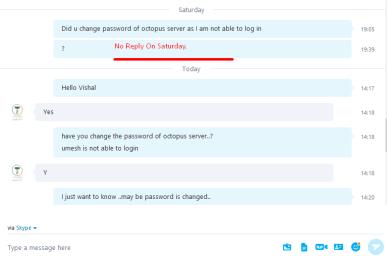 Saturday
Did u change password of octopus server as I am not able to log in
19:05
?
No Reply On Saturday.
19:39
Today
Hello Vishal
14:17
Yes
14:18
have you change the password of octopus server..?
14:18
umesh is not able to login
Y
14:18
I just want to know ..may be password is changed..
14:20
via Skype
Type a message here